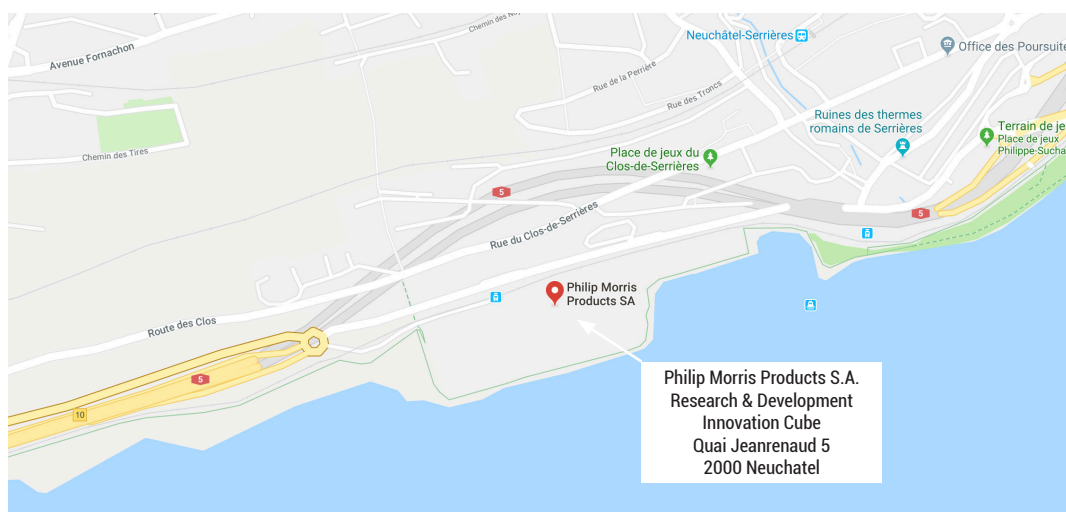 Chemin des
Neuchâtel-Serrières
Avenue Fornachon
Office des Poursuite
Rue de la Perrière
Rue des Troncs
Ruines des thermes
romains de Serrières
Terrain de je
Place de jeux
Philippe-Sucha
Chemin des Tires
Place de jeux du
Clos-de-Serrières
5
5
Rue du Clos-de-Serrières
Philip Morris
Products SA
Route des Clos
5
10
Philip Morris Products S.A.
Research & Development
Innovation Cube
Quai Jeanrenaud 5
2000 Neuchatel